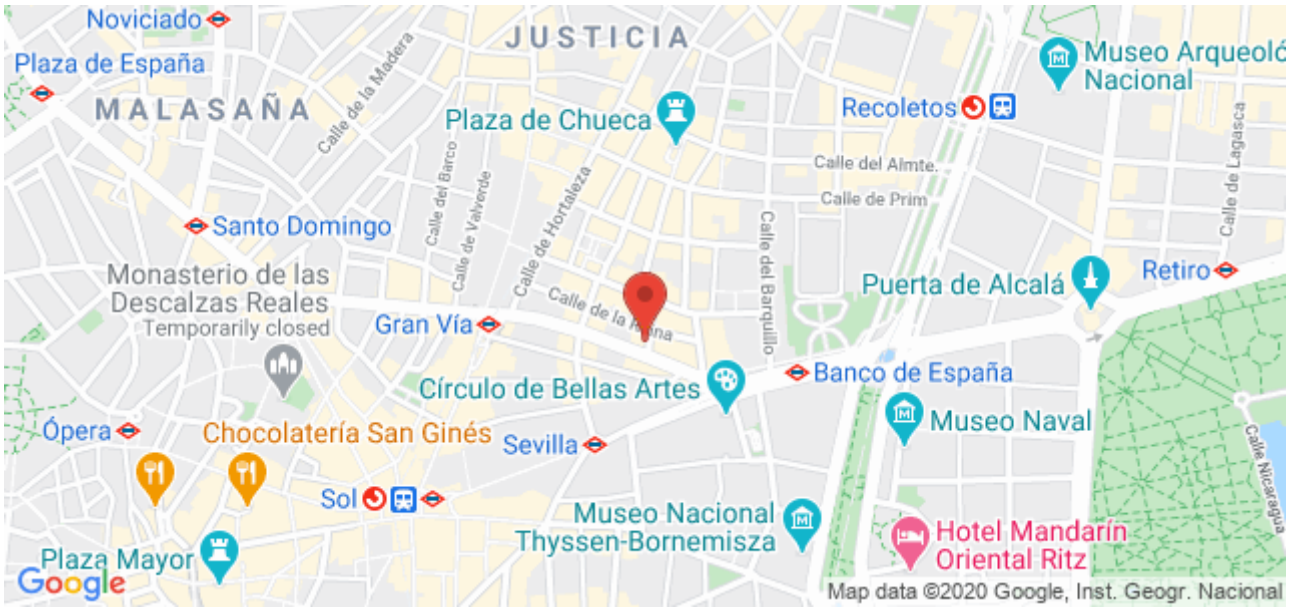 Noviciado
JUSTICIA
Plaza de España
Museo Arqueoló
Nacional
MALASAÑA
Calle de la Madera
Plaza de Chueca
Recoletos
Calle del Barco
Calle de Valverde
Calle de Hortaleza
Calle del Almte.
Calle de Prim
Calle de Lagasca
Santo Domingo
Calle del Barquillo
Monasterio de las
Descalzas Reales
Temporarily closed
Calle de la
Puerta de Alcalá
Retiro
Gran Vía
Círculo de Bellas Artes
Banco de España
Ópera
Chocolatería San Ginés
Sevilla
Museo Naval
Calle Nicaragua
Sol
Museo Nacional
Thyssen-Bornemisza
Hotel Mandarín
Oriental Ritz
Plaza Mayor
Google
Map data ©2020 Google, Inst. Geogr. Nacional